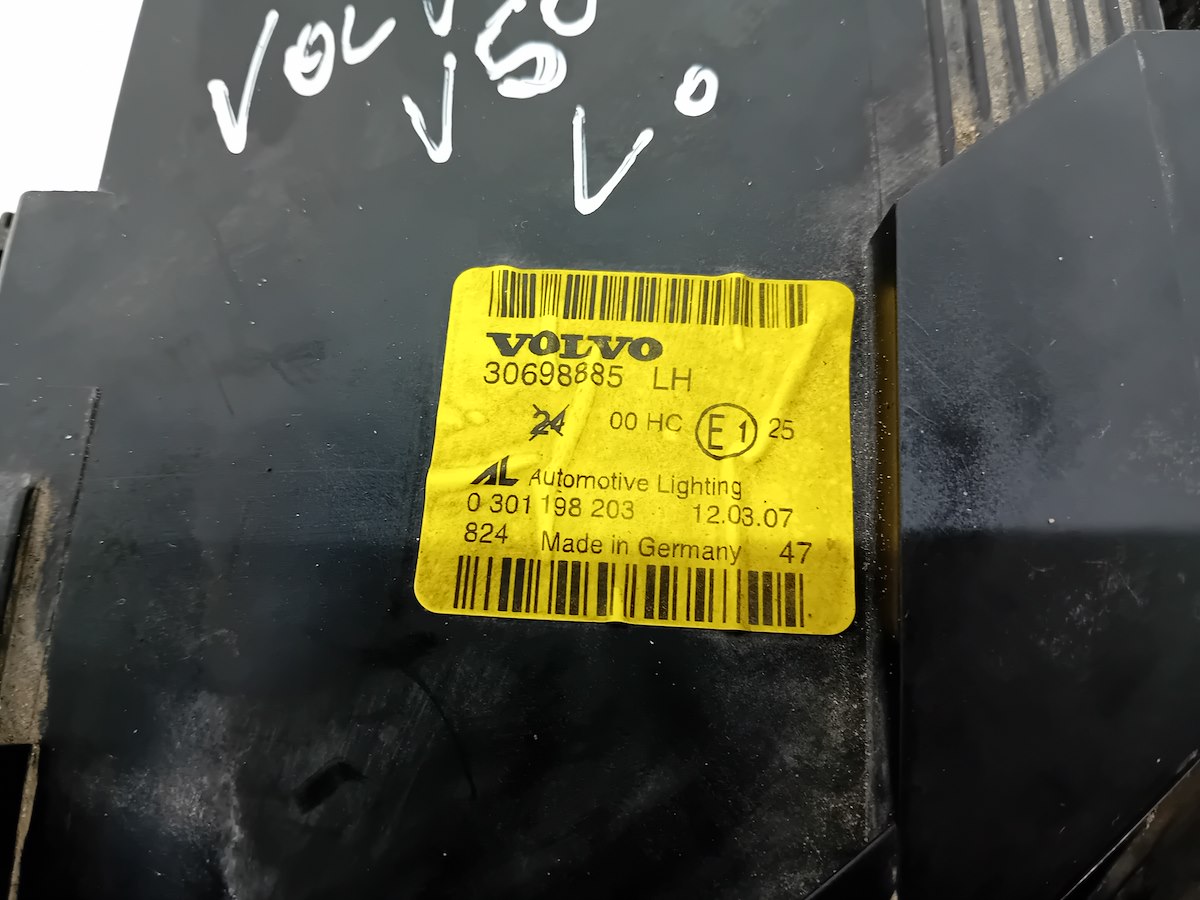 VOLVO
V50
V
VOLVO
30698885 LH
24 00 HC E1 25
AL Automotive Lighting
0 301 198 203 12.03.07
824 Made in Germany 47